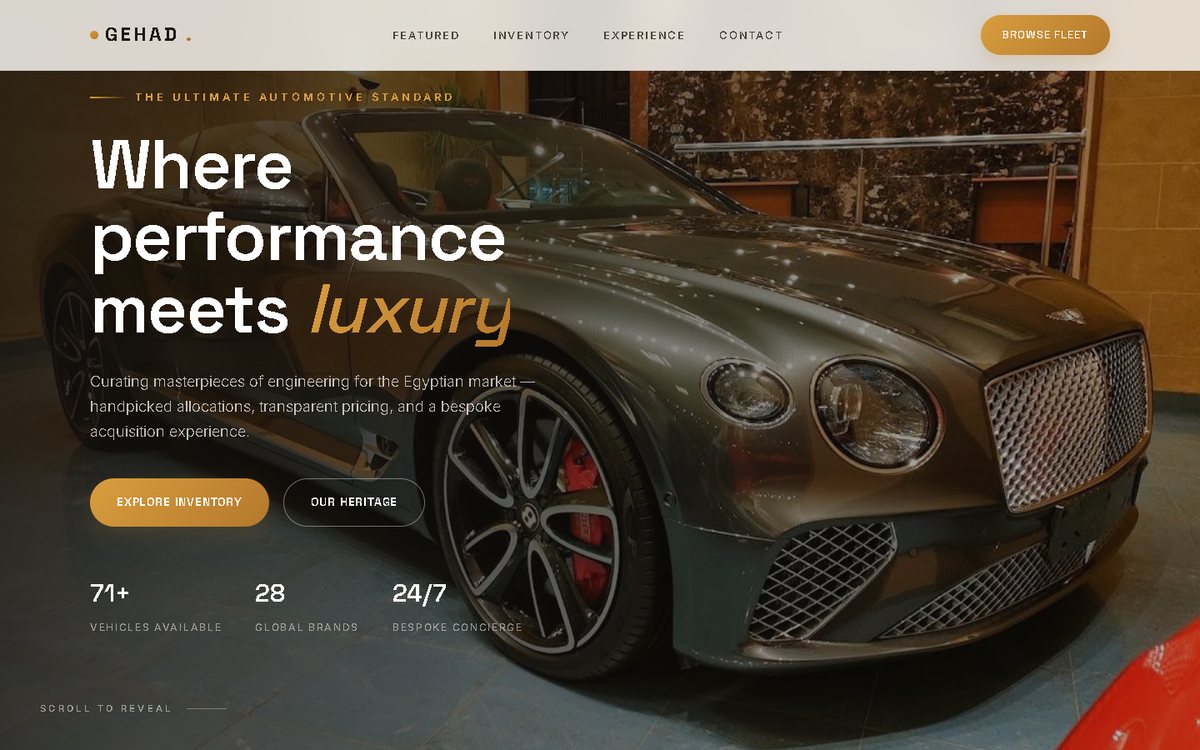 GEHAD .
FEATURED
INVENTORY
EXPERIENCE
CONTACT
BROWSE FLEET
THE ULTIMATE AUTOMOTIVE STANDARD
Where
performance
meets luxury
Curating masterpieces of engineering for the Egyptian market —
handpicked allocations, transparent pricing, and a bespoke
acquisition experience.
EXPLORE INVENTORY
OUR HERITAGE
71+
VEHICLES AVAILABLE
28
GLOBAL BRANDS
24/7
BESPOKE CONCIERGE
SCROLL TO REVEAL